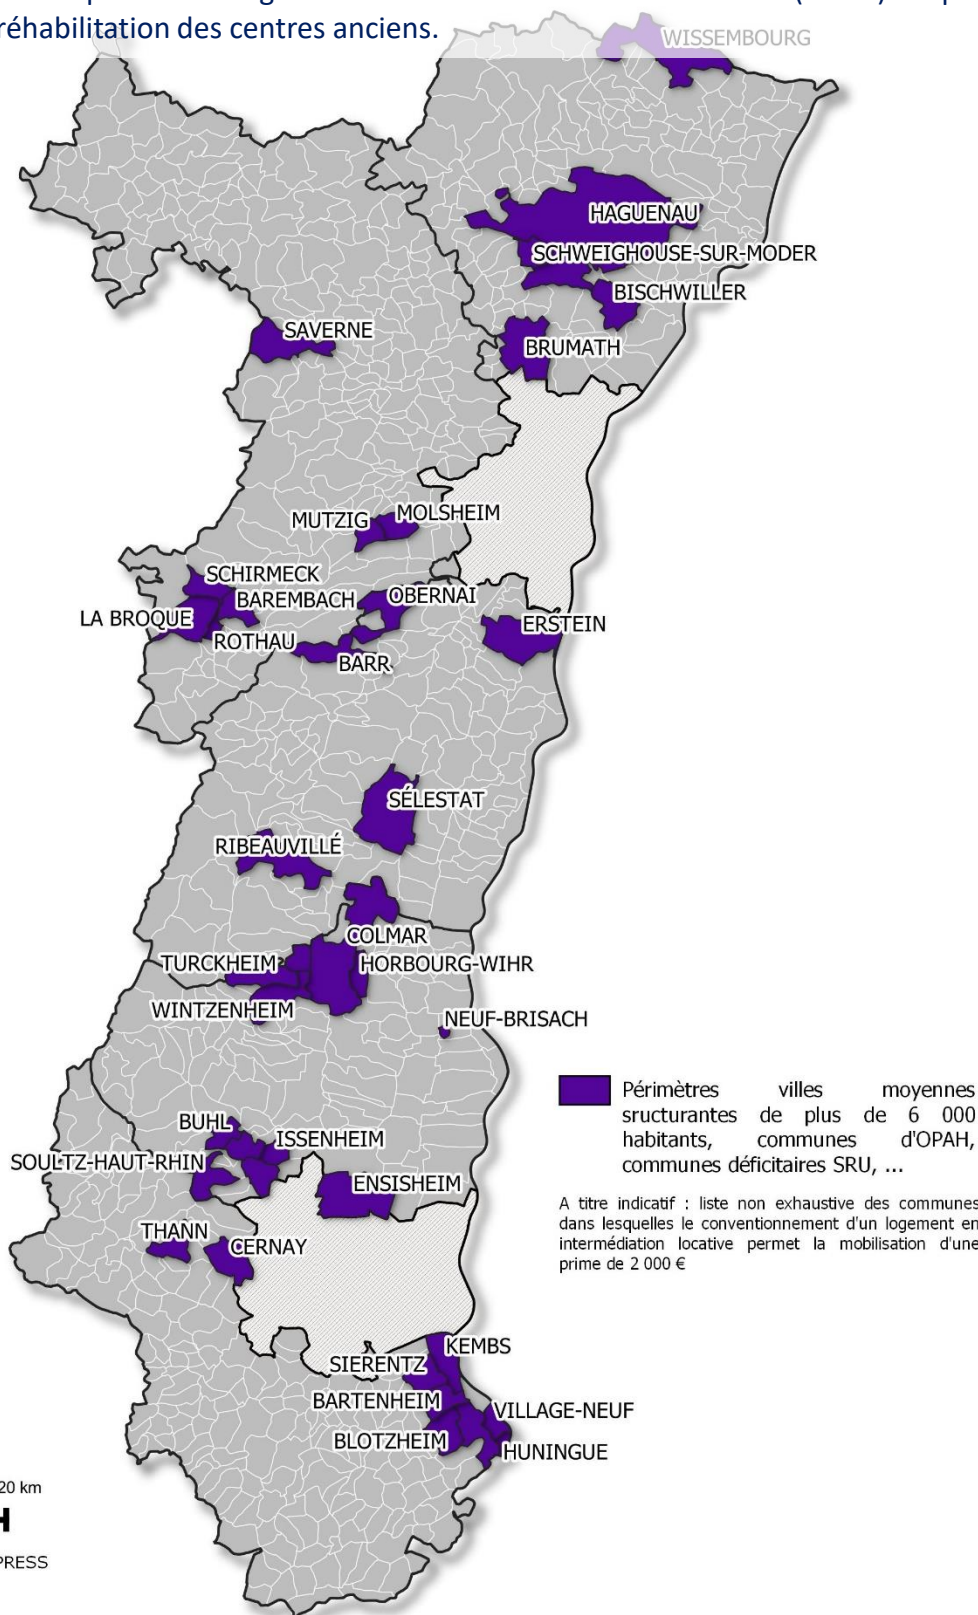 réhabilitation des centres anciens.
WISSEMBOURG
HAGUENAU
SCHWEIGHOUSE-SUR-MODER
BISCHWILLER
SAVERNE
BRUMATH
MUTZIG
MOLSHEIM
SCHIRMECK
BAREMBACH
OBERNAI
LA BROQUE
ROTHAU
ERSTEIN
BARR
SÉLESTAT
RIBEAUVILLÉ
COLMAR
TURCKHEIM
HORBOURG-WIHR
WINTZENHEIM
NEUF-BRISACH
Périmètres villes moyennes
sructurantes de plus de 6 000
habitants, communes d'OPAH,
communes déficitaires SRU, ...
A titre indicatif : liste non exhaustive des communes
dans lesquelles le conventionnement d'un logement en
intermédiation locative permet la mobilisation d'une
prime de 2 000 €
BUHL
ISSENHEIM
SOULTZ-HAUT-RHIN
ENSISHEIM
THANN
CERNAY
KEMBS
SIERENTZ
BARTENHEIM
VILLAGE-NEUF
BLOTZHEIM
HUNINGUE
20 km
H
PRESS